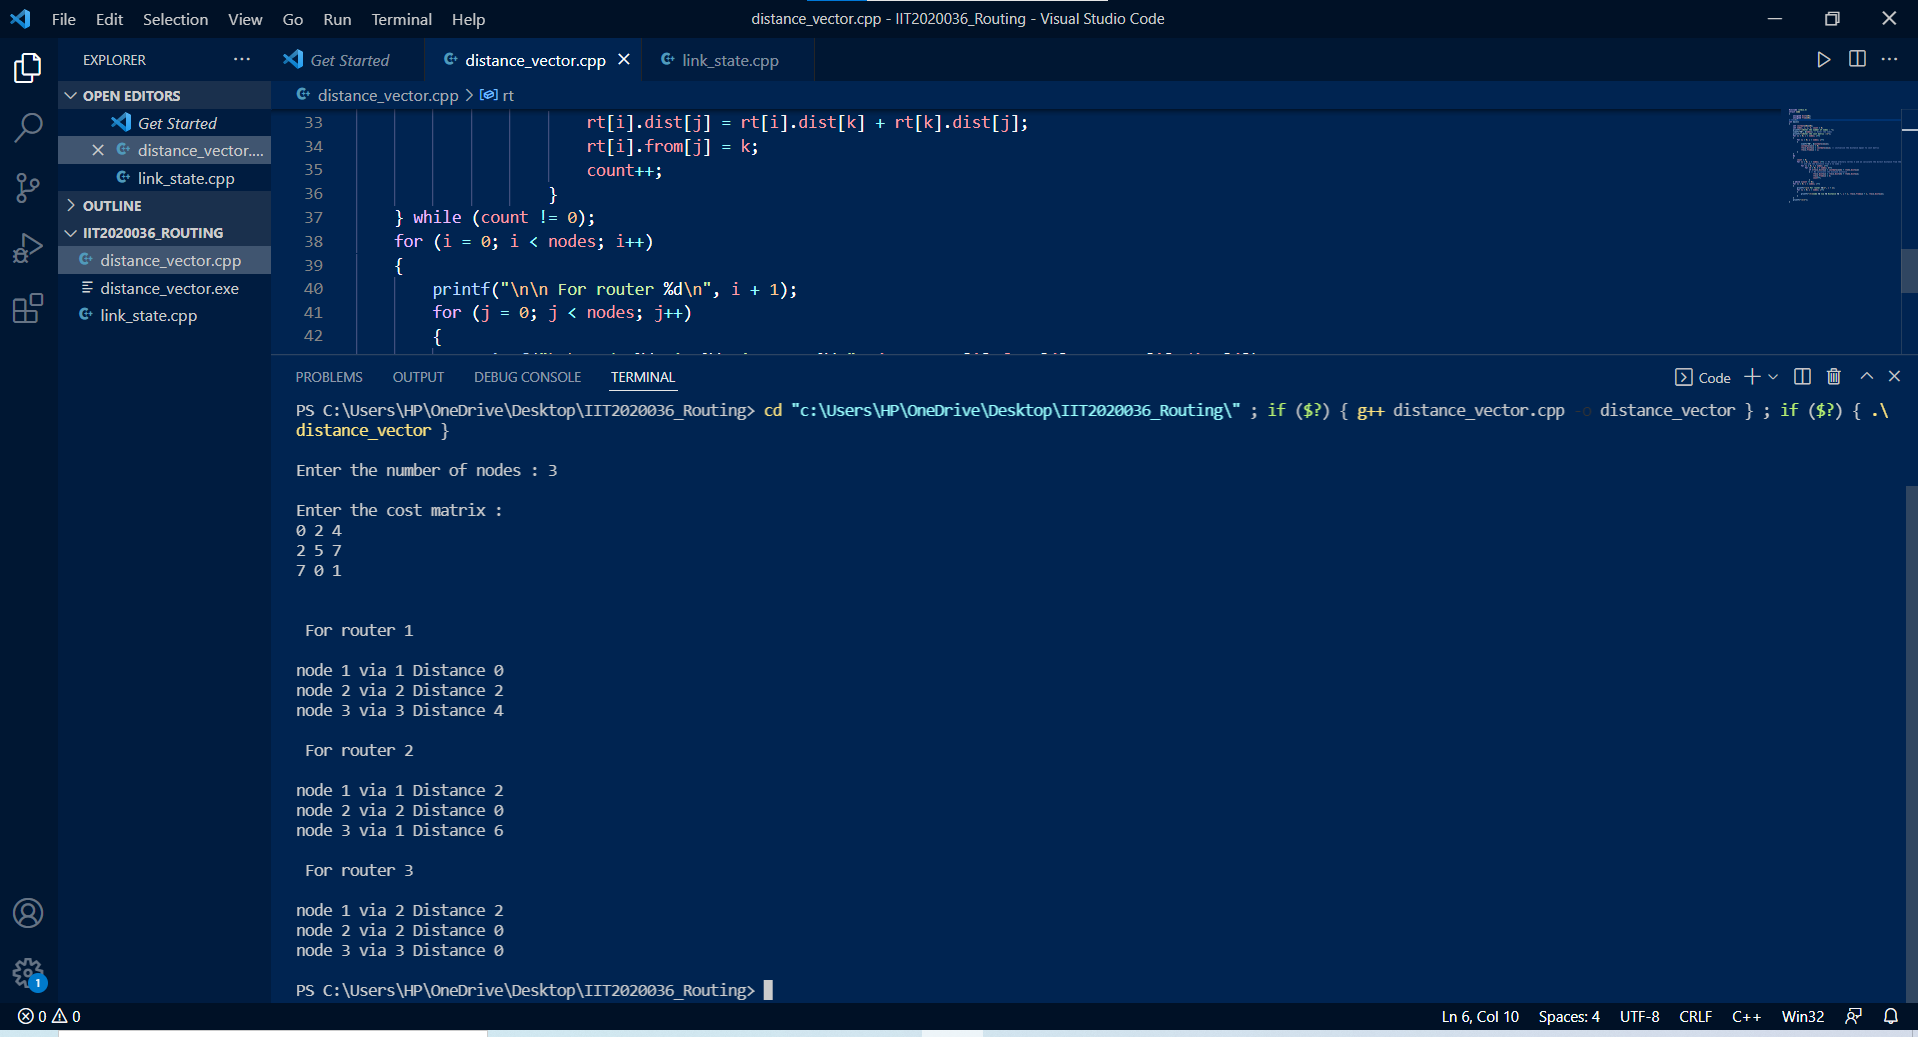 File Edit Selection View Go Run Terminal Help
distance_vector.cpp - IIT2020036_Routing - Visual Studio Code
EXPLORER
OPEN EDITORS
Get Started
distance_vector....
link_state.cpp
OUTLINE
IIT2020036_ROUTING
distance_vector.cpp
distance_vector.exe
link_state.cpp
1
Get Started
distance_vector.cpp
link_state.cpp
distance_vector.cpp > rt
33 rt[i].dist[j] = rt[i].dist[k] + rt[k].dist[j];
34 rt[i].from[j] = k;
35 count++;
36 }
37 } while (count != 0);
38 for (i = 0; i < nodes; i++)
39 {
40 printf("\n\n For router %d\n", i + 1);
41 for (j = 0; j < nodes; j++)
42 {
PROBLEMS OUTPUT DEBUG CONSOLE TERMINAL
Code
PS C:\Users\HP\OneDrive\Desktop\IIT2020036_Routing> cd "c:\Users\HP\OneDrive\Desktop\IIT2020036_Routing\" ; if ($?) { g++ distance_vector.cpp -o distance_vector } ; if ($?) { .\
distance_vector }
Enter the number of nodes : 3
Enter the cost matrix :
0 2 4
2 5 7
7 0 1
For router 1
node 1 via 1 Distance 0
node 2 via 2 Distance 2
node 3 via 3 Distance 4
For router 2
node 1 via 1 Distance 2
node 2 via 2 Distance 0
node 3 via 1 Distance 6
For router 3
node 1 via 2 Distance 2
node 2 via 2 Distance 0
node 3 via 3 Distance 0
PS C:\Users\HP\OneDrive\Desktop\IIT2020036_Routing>
0 0
Ln 6, Col 10 Spaces: 4 UTF-8 CRLF C++ Win32